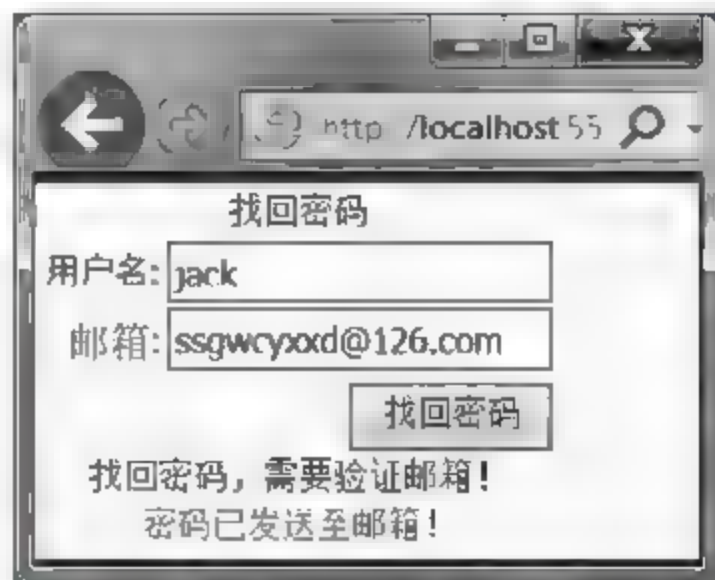 http /localhost 55
找回密码
用户名: jack
邮箱: ssgwcyxxd@126.com
找回密码
找回密码，需要验证邮箱！
密码已发送至邮箱！